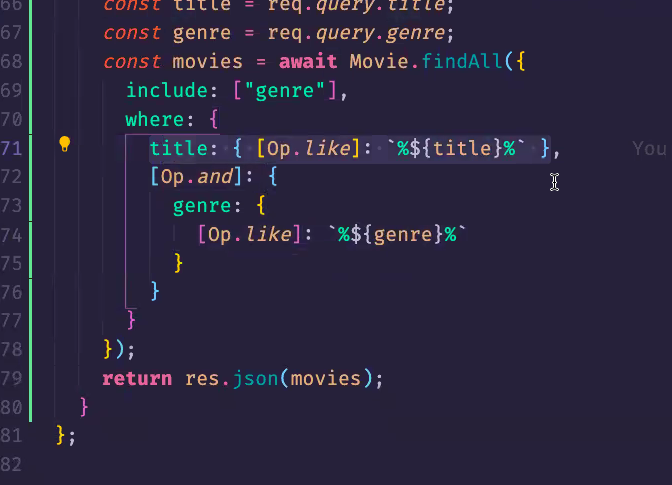 66 const title = req.query.title;
67 const genre = req.query.genre;
68 const movies = await Movie.findAll({
69 include: ["genre"],
70 where: {
71 title: { [Op.like]: `%${title}%` }, You
72 [Op.and]: {
73 genre: {
74 [Op.like]: `%${genre}%`
75 }
76 }
77 }
78 });
79 return res.json(movies);
80 }
81 };
82